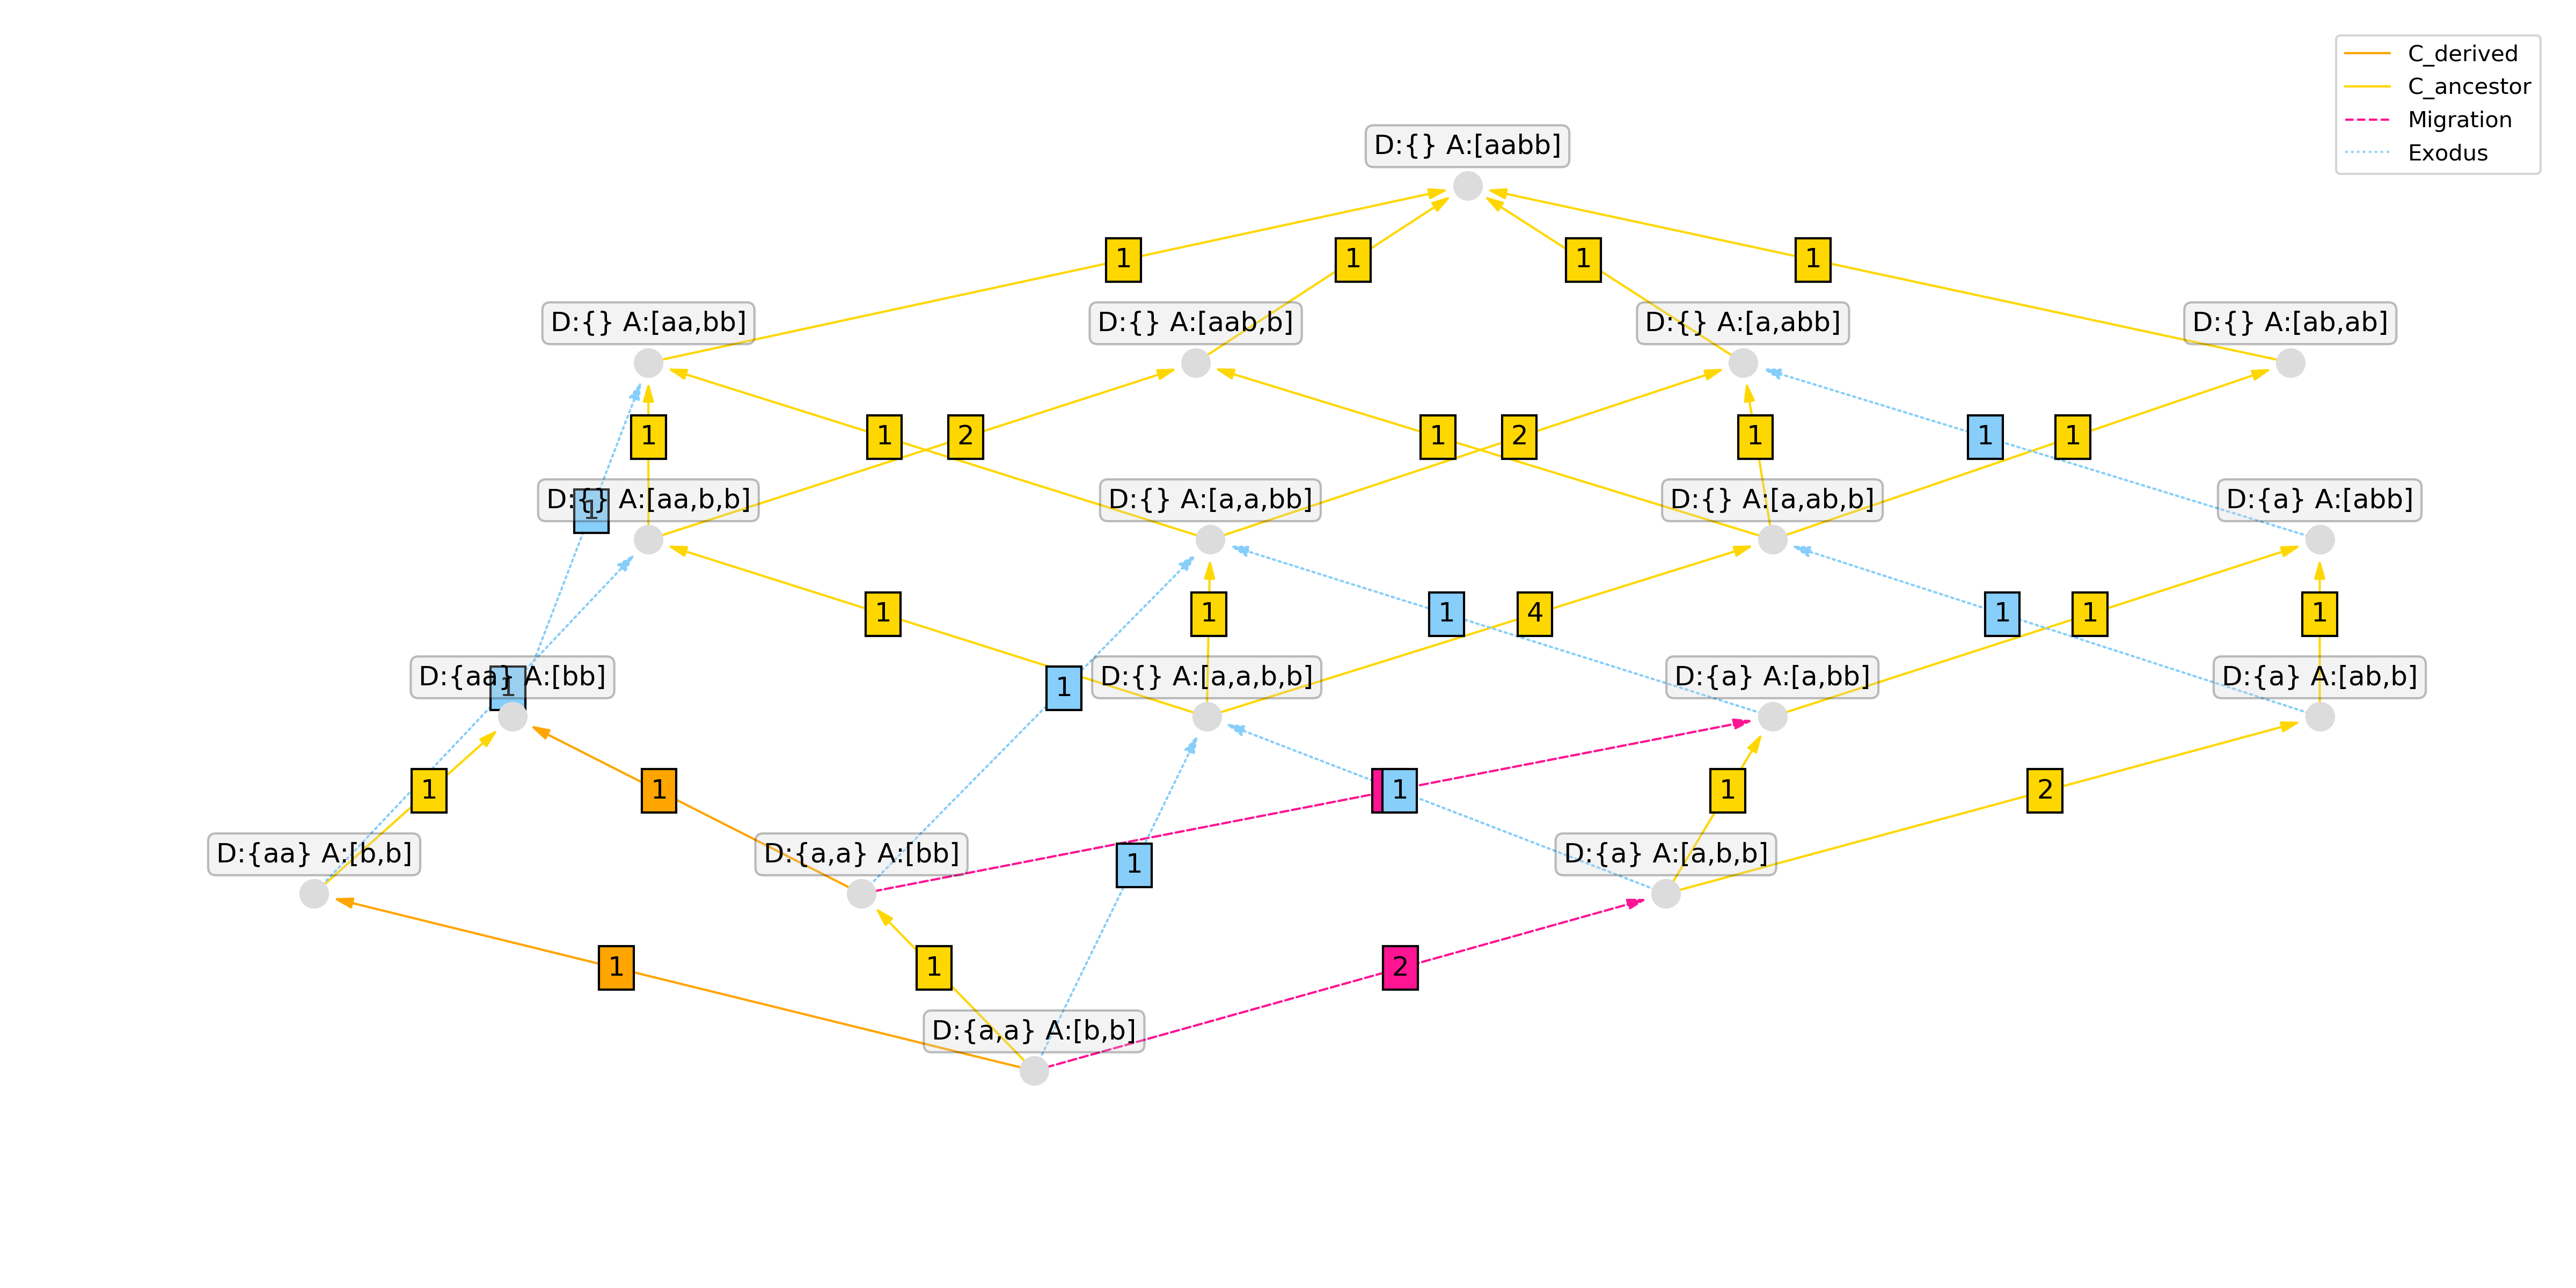 C_derived
C_ancestor
Migration
Exodus
D:{} A:[aabb]
1
1
1
1
D:{} A:[aa,bb]
D:{} A:[aab,b]
D:{} A:[a,abb]
D:{} A:[ab,ab]
1
1
2
1
2
1
1
1
D:{} A:[aa,b,b]
1
D:{} A:[a,a,bb]
D:{} A:[a,ab,b]
D:{a} A:[abb]
1
1
1
4
1
1
1
D:{aa} A:[bb]
1
1
D:{} A:[a,a,b,b]
D:{a} A:[a,bb]
D:{a} A:[ab,b]
1
1
1
1
2
D:{aa} A:[b,b]
D:{a,a} A:[bb]
1
D:{a} A:[a,b,b]
1
1
2
D:{a,a} A:[b,b]